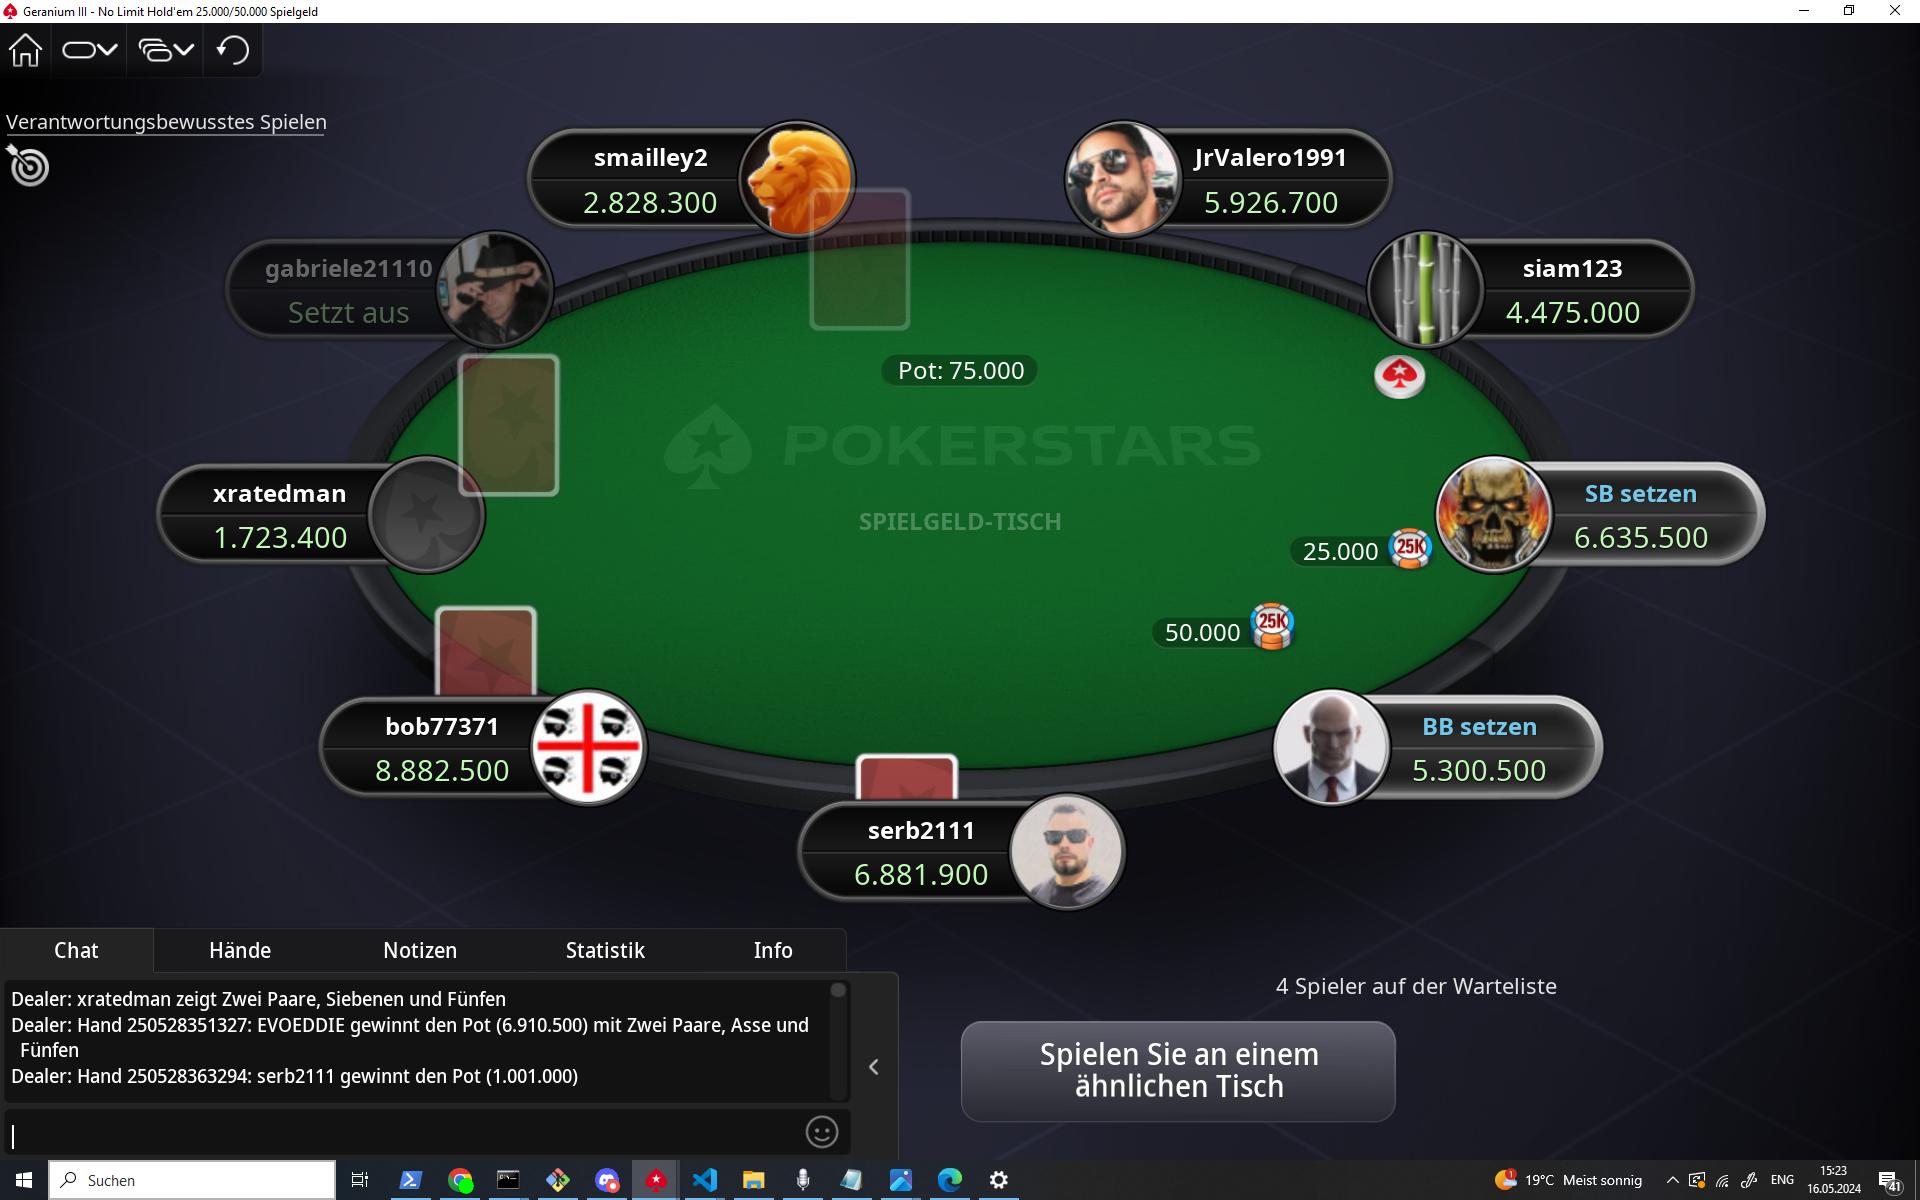 Geranium III - No Limit Hold'em 25.000/50.000 Spielgeld
Verantwortungsbewusstes Spielen
smailley2
2.828.300
JrValero1991
5.926.700
gabriele21110
Setzt aus
siam123
4.475.000
Pot: 75.000
POKERSTARS
SPIELGELD-TISCH
xratedman
1.723.400
SB setzen
6.635.500
25.000
25K
50.000
25K
bob77371
8.882.500
BB setzen
5.300.500
serb2111
6.881.900
Chat Hände Notizen Statistik Info
Dealer: xratedman zeigt Zwei Paare, Siebenen und Fünfen
Dealer: Hand 250528351327: EVOEDDIE gewinnt den Pot (6.910.500) mit Zwei Paare, Asse und
Fünfen
Dealer: Hand 250528363294: serb2111 gewinnt den Pot (1.001.000)
4 Spieler auf der Warteliste
Spielen Sie an einem
ähnlichen Tisch
Suchen
1
19°C Meist sonnig
ENG
15:23
16.05.2024
41